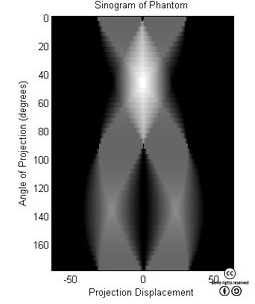 Sinogram of Phantom
0
20
40
60
80
100
120
140
160
Angle of Projection (degrees)
-50 0 50
Projection Displacement
cc
some rights reserved